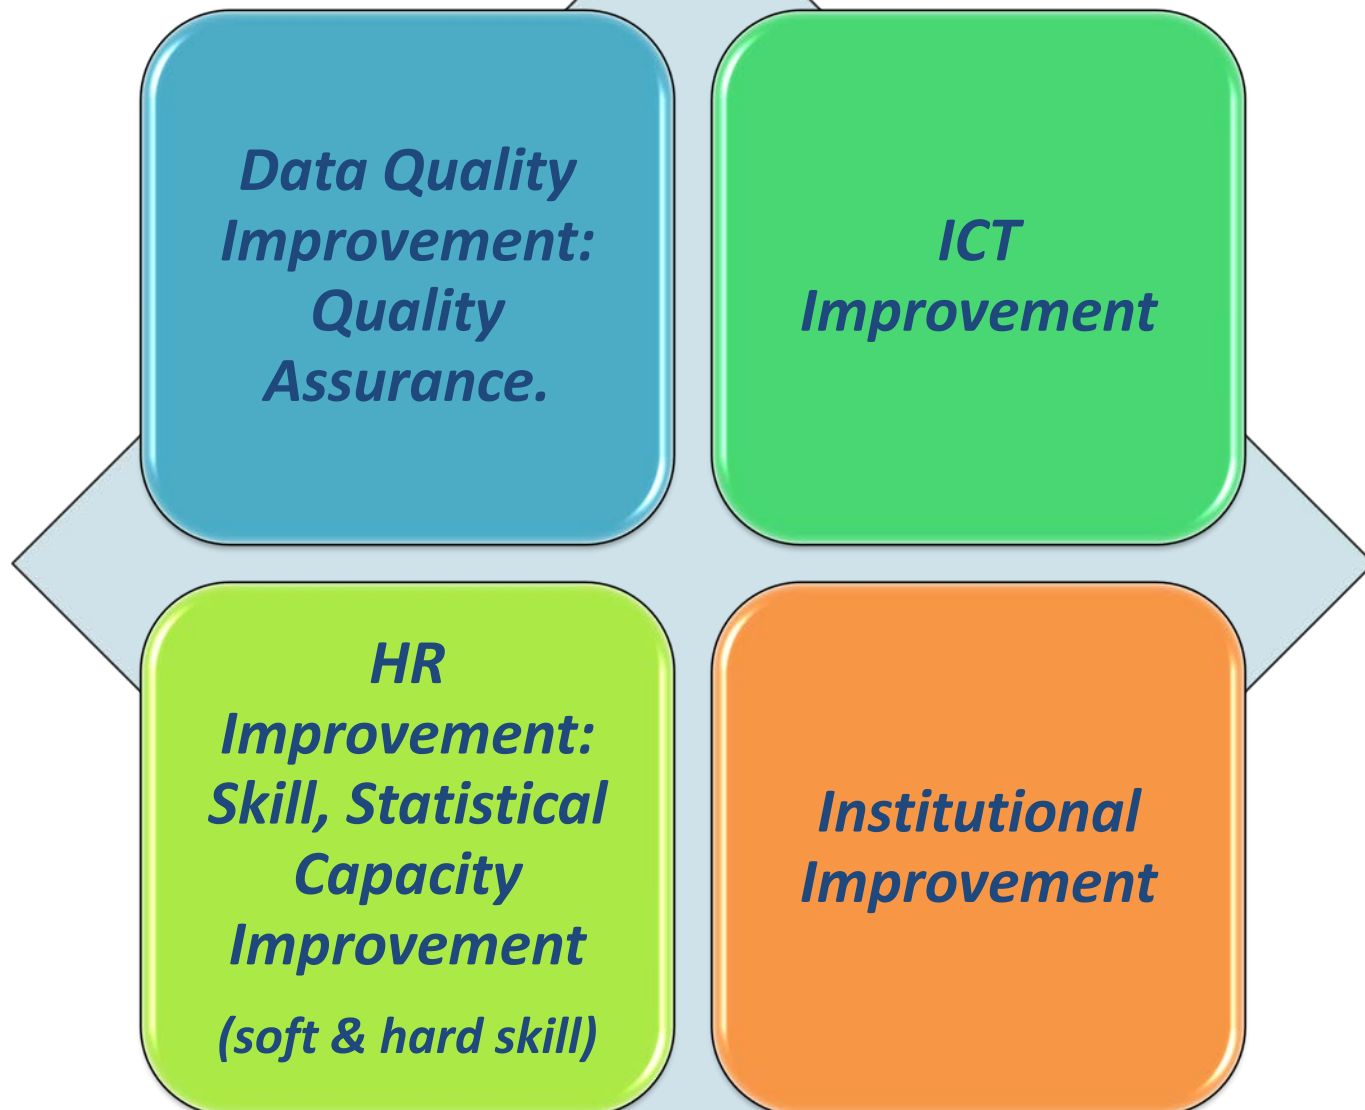 Data Quality
Improvement:
Quality
Assurance.
ICT
Improvement
HR
Improvement:
Skill, Statistical
Capacity
Improvement
(soft & hard skill)
Institutional
Improvement